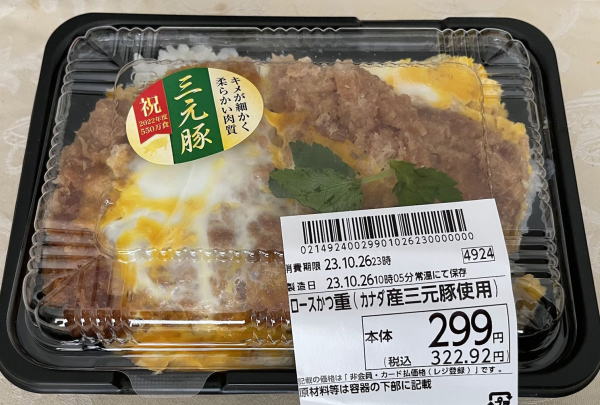 キメが細かく
柔らかい肉質
三元豚
祝
2022年度
550万食
02149240029901026230000000
消費期限 23.10.26 23時
4924
製造日 23.10.26 10時05分 常温にて保存
ロースかつ重(カナダ産三元豚使用)
本体 299円
(税込 322.92円)
記載の価格は「非会員・カード払価格(レジ登録)」です。
原材料等は容器の下部に記載